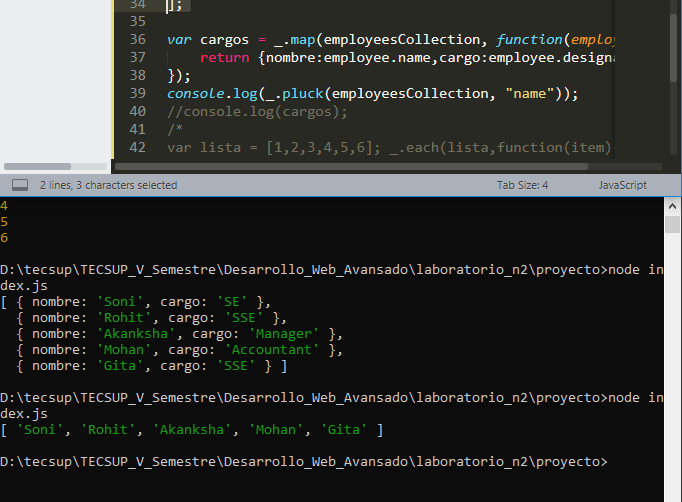 34 ];
35
36 var cargos = _.map(employeesCollection, function(employ
37 return {nombre:employee.name,cargo:employee.designa
38 });
39 console.log(_.pluck(employeesCollection, "name"));
40 //console.log(cargos);
41 /*
42 var lista = [1,2,3,4,5,6]; _.each(lista,function(item)
2 lines, 3 characters selected Tab Size: 4 JavaScript
4
5
6
D:\tecsup\TECSUP_V_Semestre\Desarrollo_Web_Avansado\laboratorio_n2\proyecto>node in
dex.js
[ { nombre: 'Soni', cargo: 'SE' },
{ nombre: 'Rohit', cargo: 'SSE' },
{ nombre: 'Akanksha', cargo: 'Manager' },
{ nombre: 'Mohan', cargo: 'Accountant' },
{ nombre: 'Gita', cargo: 'SSE' } ]
D:\tecsup\TECSUP_V_Semestre\Desarrollo_Web_Avansado\laboratorio_n2\proyecto>node in
dex.js
[ 'Soni', 'Rohit', 'Akanksha', 'Mohan', 'Gita' ]
D:\tecsup\TECSUP_V_Semestre\Desarrollo_Web_Avansado\laboratorio_n2\proyecto>